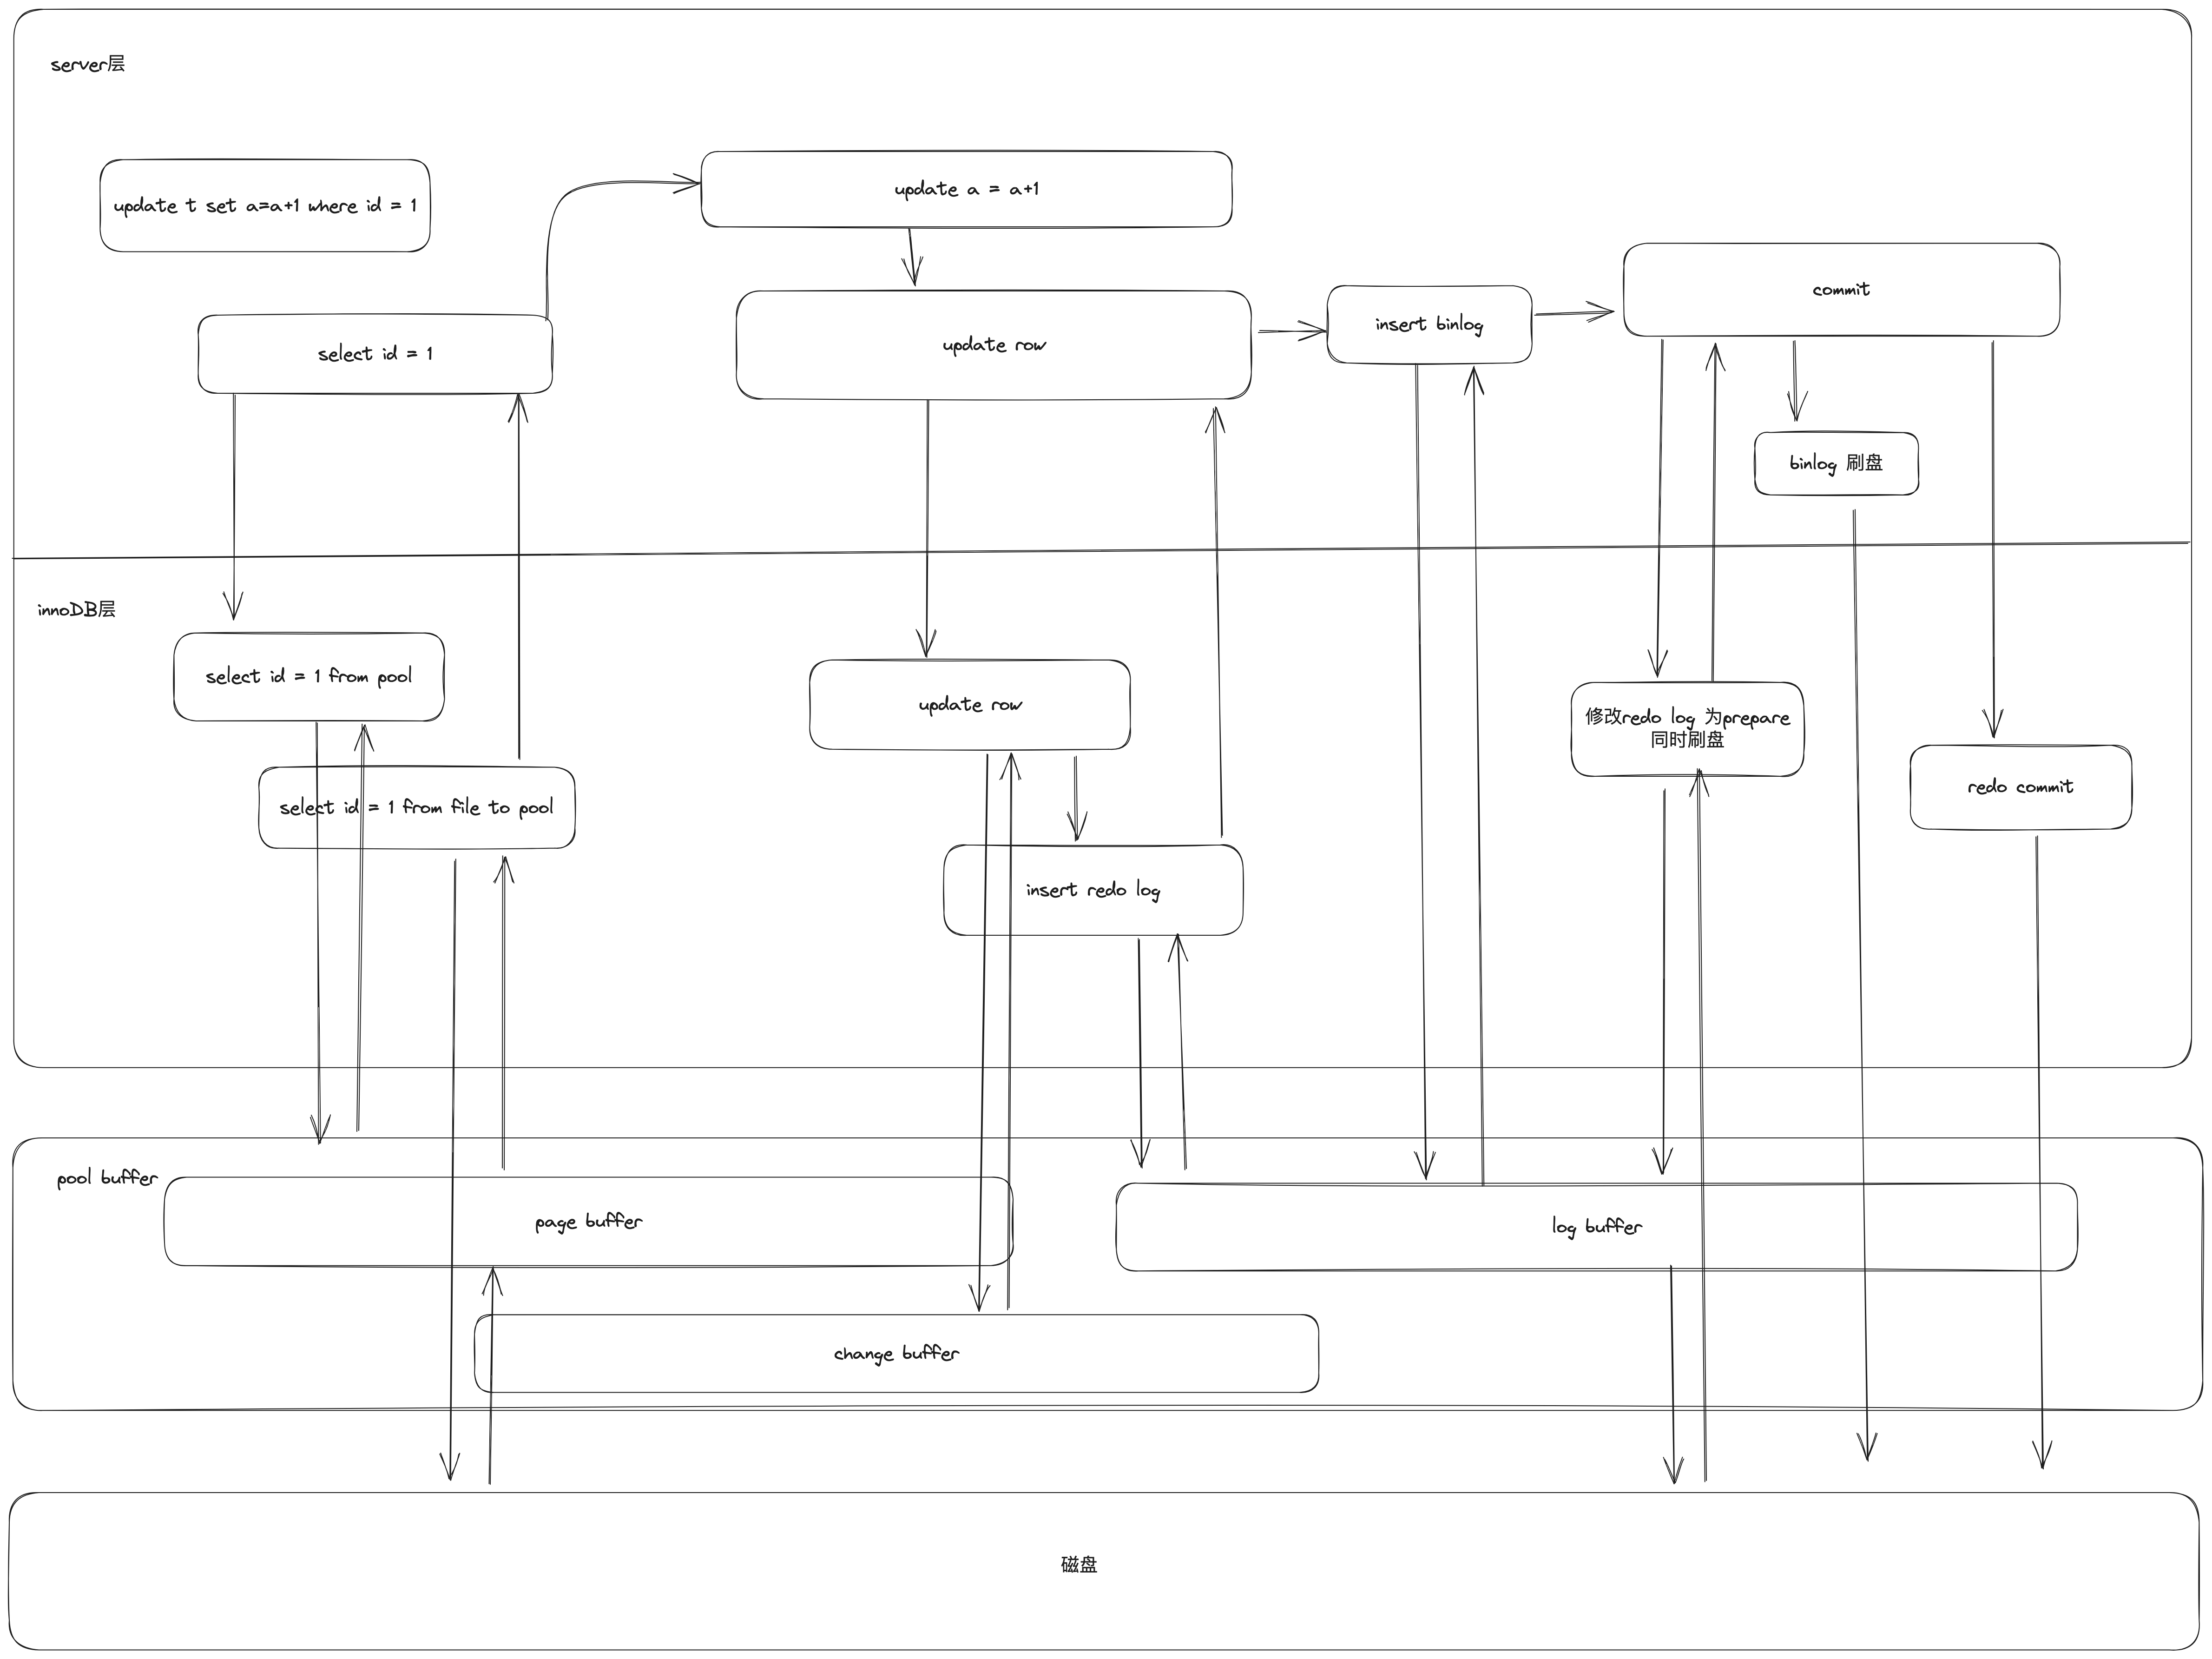 server层
update t set a=a+1 where id = 1
update a = a+1
select id = 1
update row
insert binlog
commit
binlog 刷盘
innoDB层
select id = 1 from pool
update row
修改redo log 为prepare
同时刷盘
select id = 1 from file to pool
redo commit
insert redo log
pool buffer
page buffer
log buffer
change buffer
磁盘